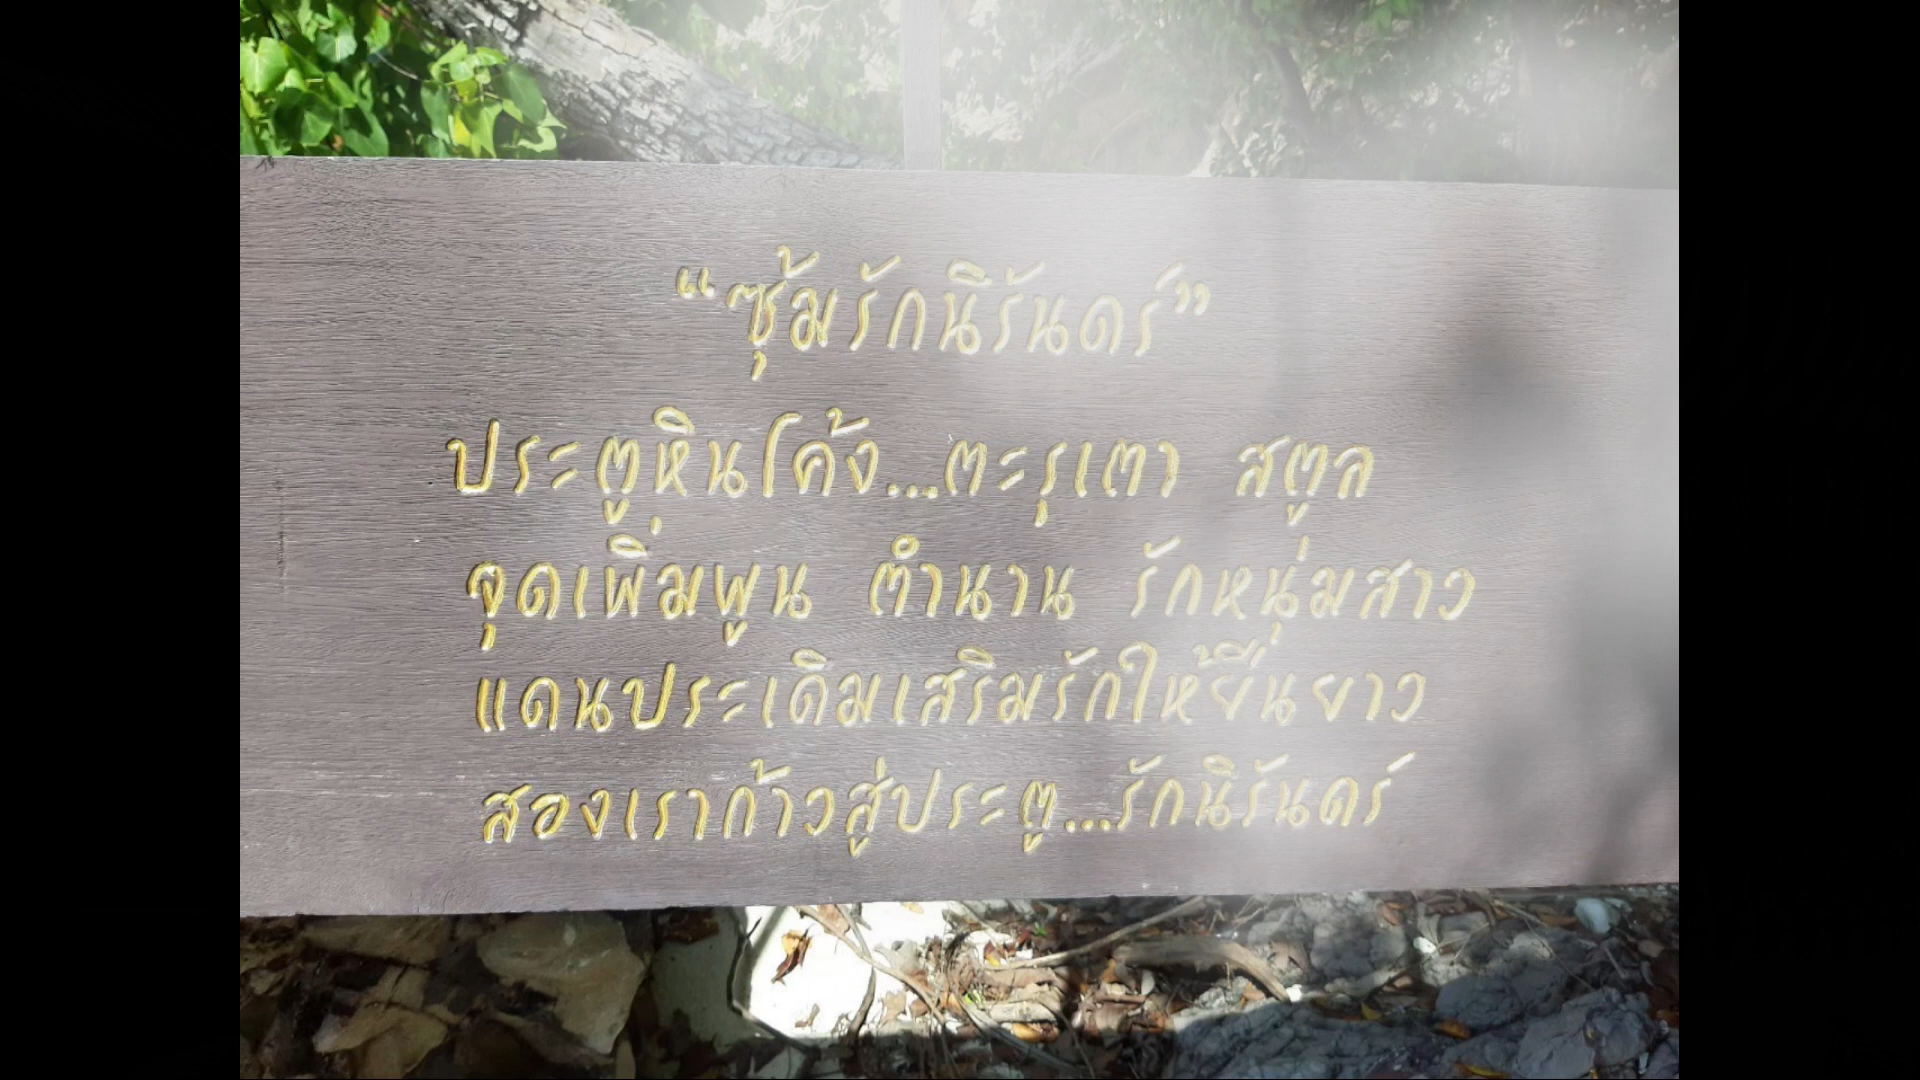 “ซุ้มรักนิรันดร์”
ประตูหินโค้ง...ตะรุเตา สตูล
จุดเพิ่มพูน ตำนาน รักหนุ่มสาว
แดนประเดิมเสริมรักให้ยืนยาว
สองเราก้าวสู่ประตู...รักนิรันดร์